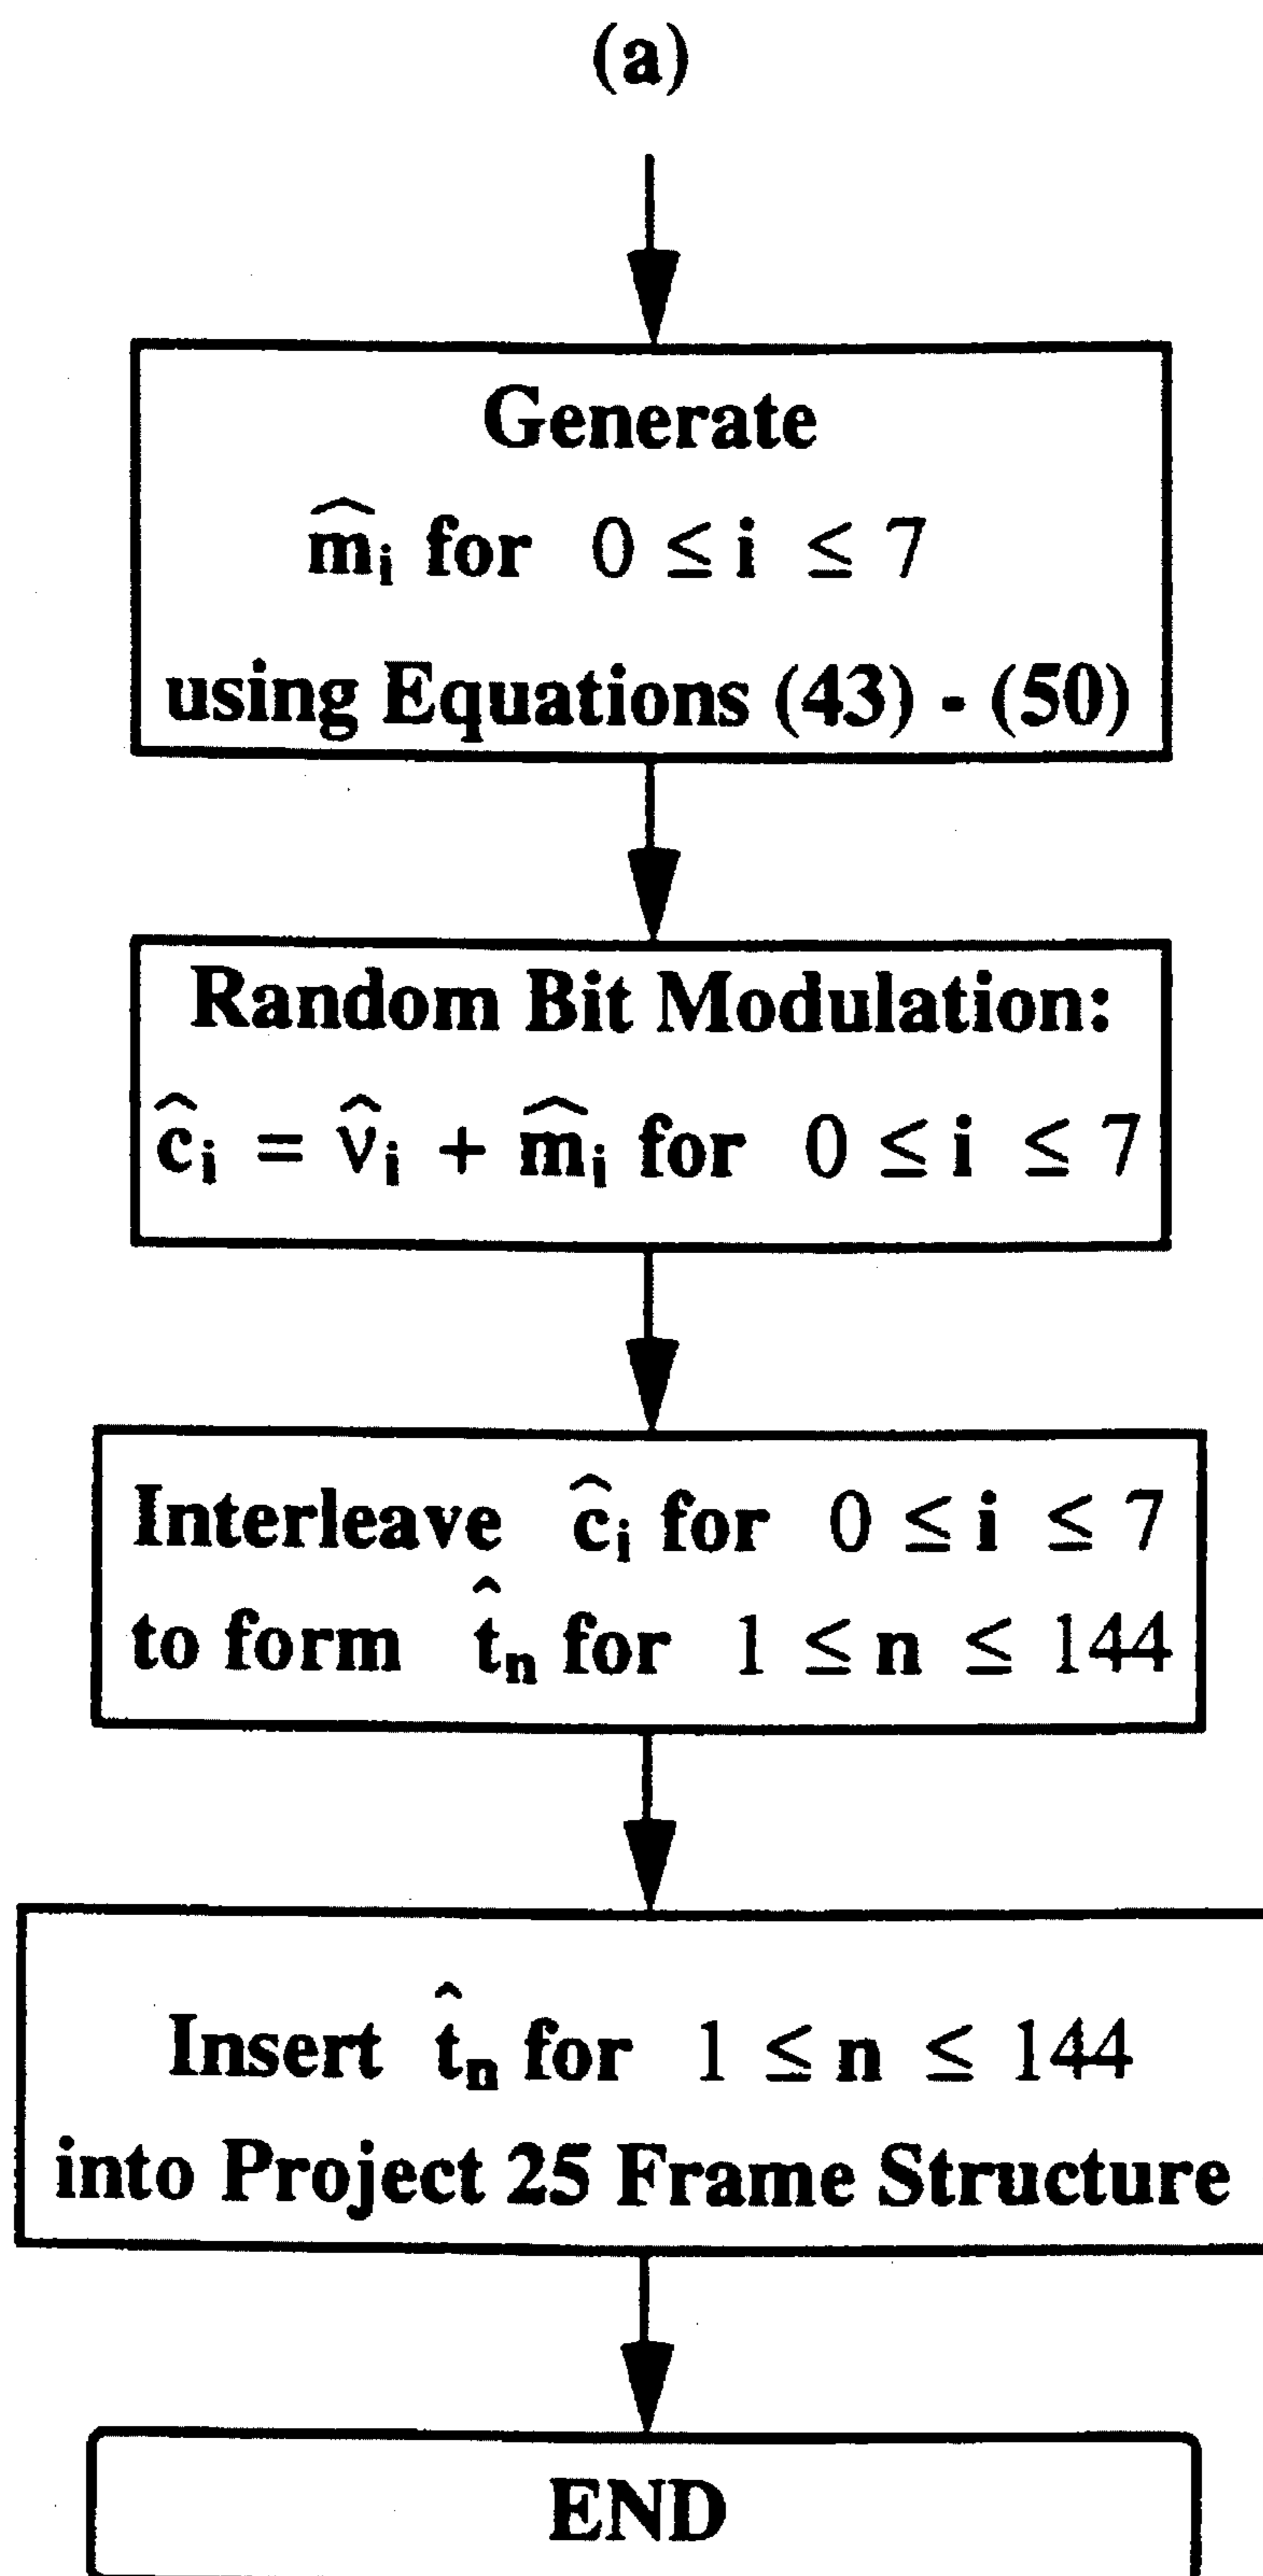 (a)
Generate
m̂ᵢ for 0 ≤ i ≤ 7
using Equations (43) - (50)
Random Bit Modulation:
ĉᵢ = v̂ᵢ + m̂ᵢ for 0 ≤ i ≤ 7
Interleave ĉᵢ for 0 ≤ i ≤ 7
to form t̂ₙ for 1 ≤ n ≤ 144
Insert t̂ₙ for 1 ≤ n ≤ 144
into Project 25 Frame Structure
END